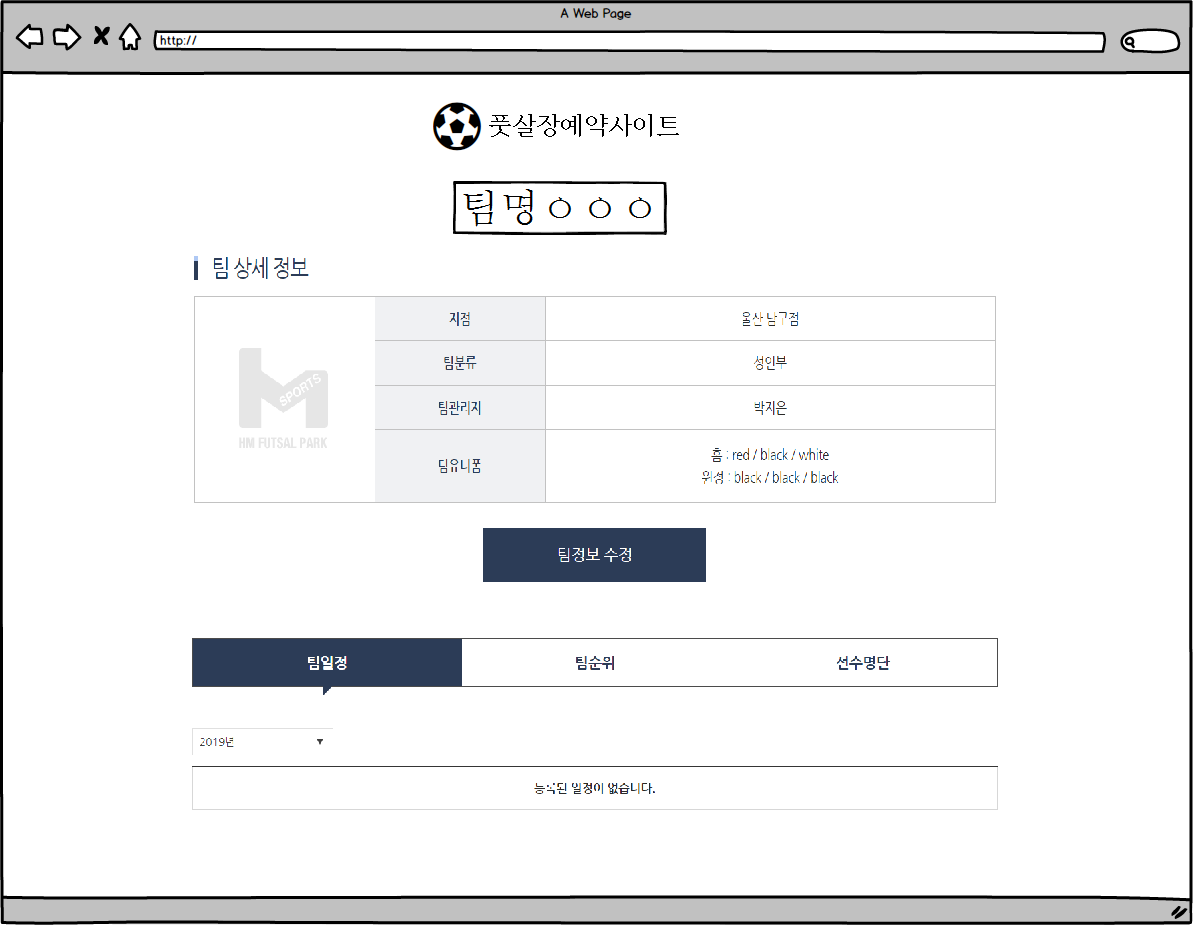 A Web Page
http://
풋살장예약사이트
팀명ㅇㅇㅇ
팀 상세 정보
SPORTS
HM FUTSAL PARK
지점 울산 남구점
팀분류 성인부
팀관리자 박지은
팀유니폼
홈 : red / black / white
원정 : black / black / black
팀정보 수정
팀일정 팀순위 선수명단
2019년
등록된 일정이 없습니다.